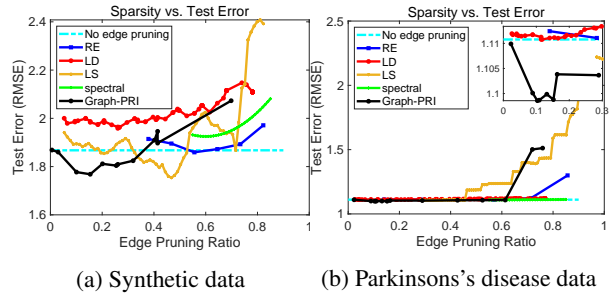 Sparsity vs. Test Error
No edge pruning
RE
LD
LS
spectral
Graph-PRI
2.4
2.2
2
1.8
1.6
0 0.2 0.4 0.6 0.8 1
Test Error (RMSE)
Edge Pruning Ratio
(a) Synthetic data
Sparsity vs. Test Error
No edge pruning
RE
LD
LS
spectral
Graph-PRI
1.11
1.105
1.1
0 0.1 0.2 0.3
2.5
2
1.5
1
0 0.2 0.4 0.6 0.8 1
Test Error (RMSE)
Edge Pruning Ratio
(b) Parkinsons's disease data